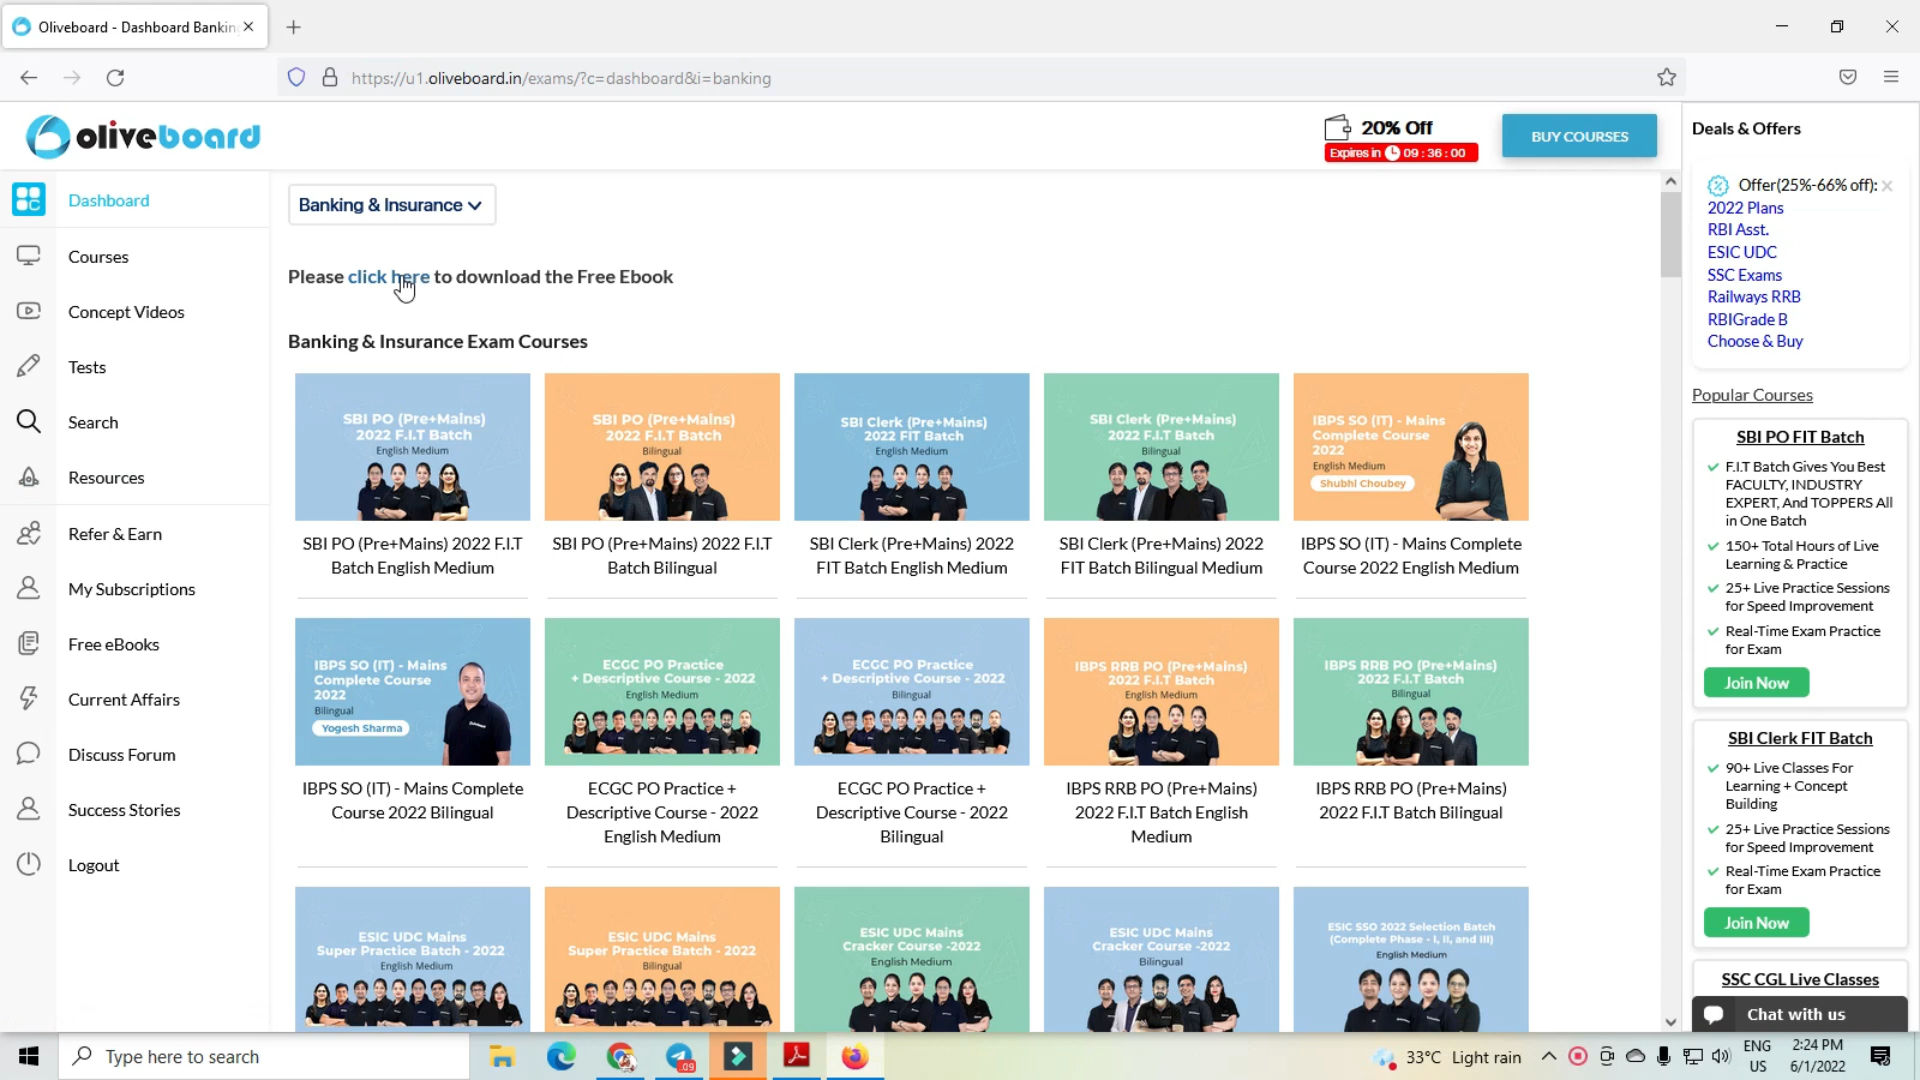 Oliveboard - Dashboard Bankin
https://u1.oliveboard.in/exams/?c=dashboard&i=banking
oliveboard
20% Off
Expires in 09 : 36 : 00
BUY COURSES
Dashboard
Courses
Concept Videos
Tests
Search
Resources
Refer & Earn
My Subscriptions
Free eBooks
Current Affairs
Discuss Forum
Success Stories
Logout
Banking & Insurance
Please click here to download the Free Ebook
Banking & Insurance Exam Courses
SBI PO (Pre+Mains)
2022 F.I.T Batch
English Medium
SBI PO (Pre+Mains)
2022 F.I.T Batch
Bilingual
SBI Clerk (Pre+Mains)
2022 FIT Batch
English Medium
SBI Clerk (Pre+Mains)
2022 F.I.T Batch
Bilingual
IBPS SO (IT) - Mains
Complete Course
2022
English Medium
Shubhi Choubey
SBI PO (Pre+Mains) 2022 F.I.T
Batch English Medium
SBI PO (Pre+Mains) 2022 F.I.T
Batch Bilingual
SBI Clerk (Pre+Mains) 2022
FIT Batch English Medium
SBI Clerk (Pre+Mains) 2022
FIT Batch Bilingual Medium
IBPS SO (IT) - Mains Complete
Course 2022 English Medium
IBPS SO (IT) - Mains
Complete Course
2022
Bilingual
Yogesh Sharma
ECGC PO Practice
+ Descriptive Course - 2022
English Medium
ECGC PO Practice
+ Descriptive Course - 2022
Bilingual
IBPS RRB PO (Pre+Mains)
2022 F.I.T Batch
English Medium
IBPS RRB PO (Pre+Mains)
2022 F.I.T Batch
Bilingual
IBPS SO (IT) - Mains Complete
Course 2022 Bilingual
ECGC PO Practice +
Descriptive Course - 2022
English Medium
ECGC PO Practice +
Descriptive Course - 2022
Bilingual
IBPS RRB PO (Pre+Mains)
2022 F.I.T Batch English
Medium
IBPS RRB PO (Pre+Mains)
2022 F.I.T Batch Bilingual
ESIC UDC Mains
Super Practice Batch - 2022
English Medium
ESIC UDC Mains
Super Practice Batch - 2022
Bilingual
ESIC UDC Mains
Cracker Course -2022
English Medium
ESIC UDC Mains
Cracker Course -2022
Bilingual
ESIC SSO 2022 Selection Batch
(Complete Phase - I, II, and III)
English Medium
Deals & Offers
Offer(25%-66% off):
2022 Plans
RBI Asst.
ESIC UDC
SSC Exams
Railways RRB
RBIGrade B
Choose & Buy
Popular Courses
SBI PO FIT Batch
F.I.T Batch Gives You Best
FACULTY, INDUSTRY
EXPERT, And TOPPERS All
in One Batch
150+ Total Hours of Live
Learning & Practice
25+ Live Practice Sessions
for Speed Improvement
Real-Time Exam Practice
for Exam
Join Now
SBI Clerk FIT Batch
90+ Live Classes For
Learning + Concept
Building
25+ Live Practice Sessions
for Speed Improvement
Real-Time Exam Practice
for Exam
Join Now
SSC CGL Live Classes
Chat with us
Type here to search
.09
33°C Light rain
ENG
US
2:24 PM
6/1/2022